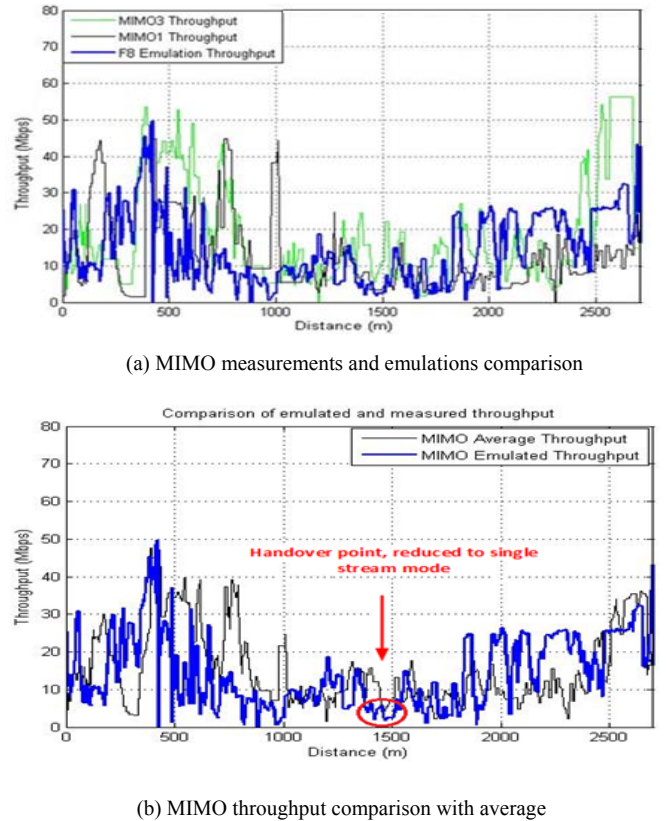 80
70
60
50
40
30
20
10
0
Throughput (Mbps)
MIMO3 Throughput
MIMO1 Throughput
F8 Emulation Throughput
0 500 1000 1500 2000 2500
Distance (m)
(a) MIMO measurements and emulations comparison
Comparison of emulated and measured throughput
80
70
60
50
40
30
20
10
0
Throughput (Mbps)
MIMO Average Throughput
MIMO Emulated Throughput
Handover point, reduced to single
stream mode
0 500 1000 1500 2000 2500
Distance (m)
(b) MIMO throughput comparison with average